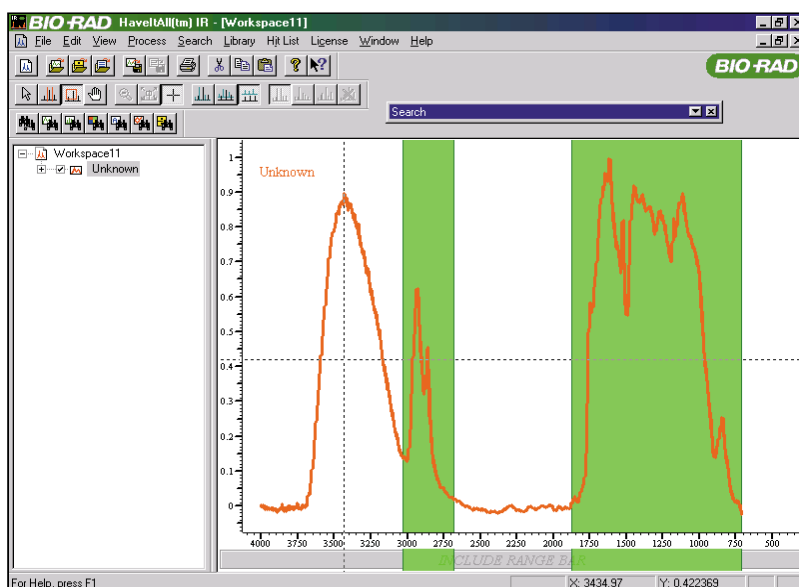 BIO-RAD HaveItAll(tm) IR - [Workspace11]
File Edit View Process Search Library Hit List License Window Help
BIO-RAD
Search
Workspace11
Unknown
Unknown
1
0.9
0.8
0.7
0.6
0.5
0.4
0.3
0.2
0.1
0
4000 3750 3500 3250 3000 2750 2500 2250 2000 1750 1500 1250 1000 750 500
INCLUDE RANGE BAR
For Help, press F1 X: 3434.97 Y: 0.422369